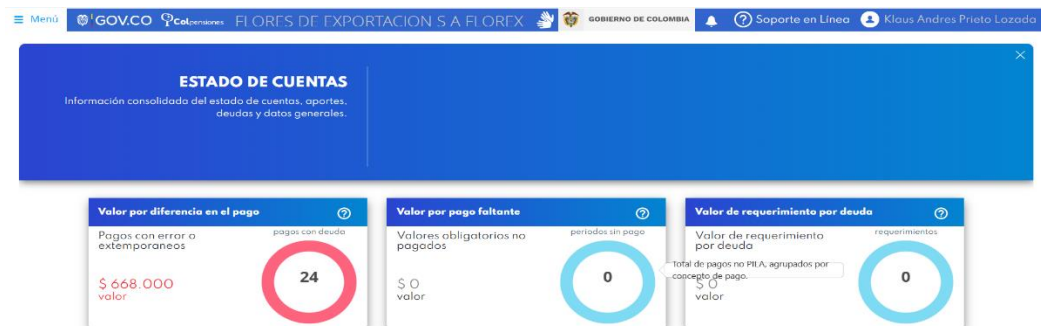 Menú GOV.CO Colpensiones FLORES DE EXPORTACION S A FLOREX GOBIERNO DE COLOMBIA Soporte en Línea Klaus Andres Prieto Lozada
ESTADO DE CUENTAS
Información consolidada del estado de cuentas, aportes,
deudas y datos generales.
Valor por diferencia en el pago
Pagos con error o
extemporaneos
pagos con deuda
24
$ 668.000
valor
Valor por pago faltante
Valores obligatorios no
pagados
periodos sin pago
0
$ 0
valor
Total de pagos no PILA, agrupados por
concepto de pago.
Valor de requerimiento por deuda
Valor de requerimiento
por deuda
requerimientos
0
$ 0
valor